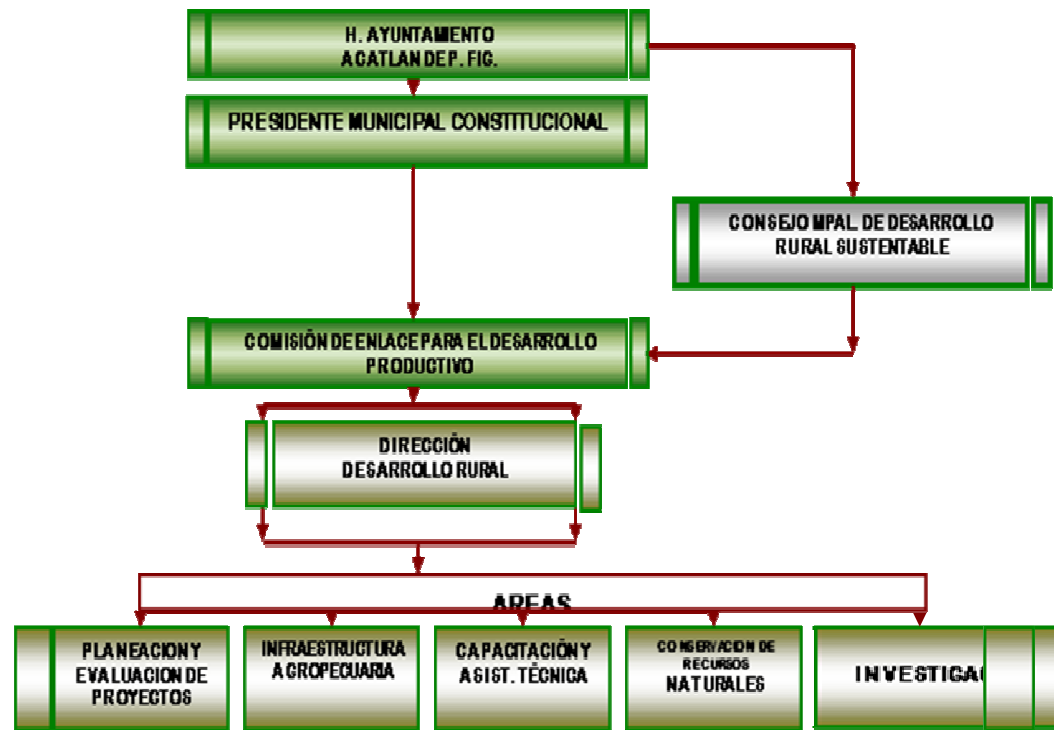 H. AYUNTAMIENTO
ACATLAN DE P. FIG.
PRESIDENTE MUNICIPAL CONSTITUCIONAL
CONSEJO MPAL. DE DESARROLLO
RURAL SUSTENTABLE
COMISIÓN DE ENLACE PARA EL DESARROLLO
PRODUCTIVO
DIRECCIÓN
DESARROLLO RURAL
AREAS
PLANEACION Y
EVALUACION DE
PROYECTOS
INFRAESTRUCTURA
AGROPECUARIA
CAPACITACIÓN Y
ASIST. TÉCNICA
CONSERVACION DE
RECURSOS
NATURALES
INVESTIGAC